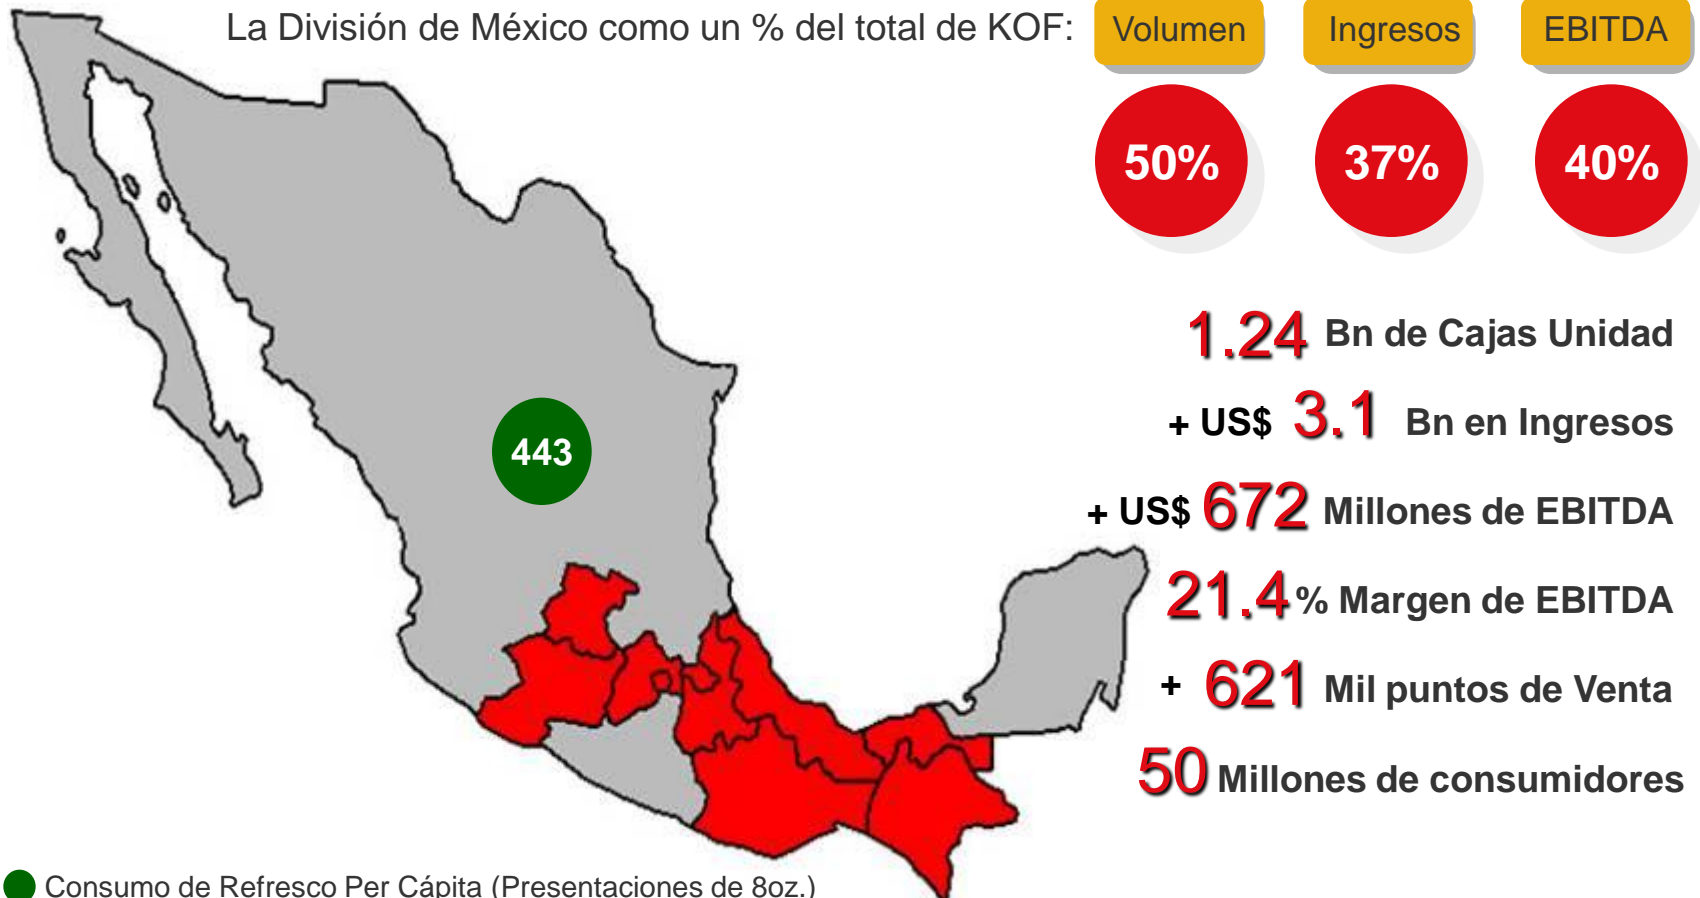 La División de México como un % del total de KOF:
Volumen Ingresos EBITDA
50% 37% 40%
1.24 Bn de Cajas Unidad
+ US$ 3.1 Bn en Ingresos
443
+ US$ 672 Millones de EBITDA
21.4% Margen de EBITDA
+ 621 Mil puntos de Venta
50 Millones de consumidores
Consumo de Refresco Per Cápita (Presentaciones de 8oz.)